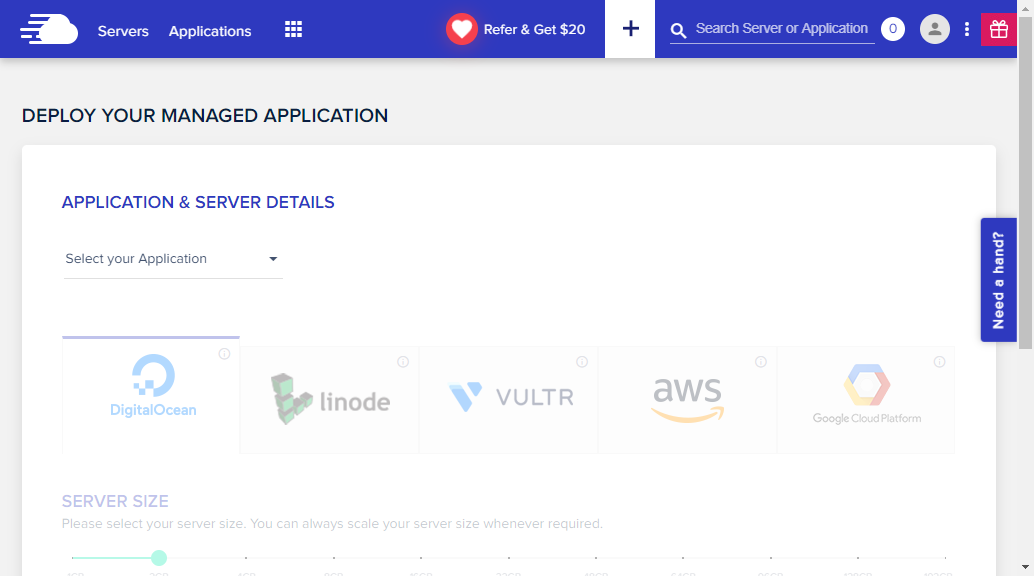 Servers Applications Refer & Get $20 + Search Server or Application 0
DEPLOY YOUR MANAGED APPLICATION
APPLICATION & SERVER DETAILS
Need a hand?
Select your Application
DigitalOcean
linode
VULTR
aws
Google Cloud Platform
SERVER SIZE
Please select your server size. You can always scale your server size whenever required.